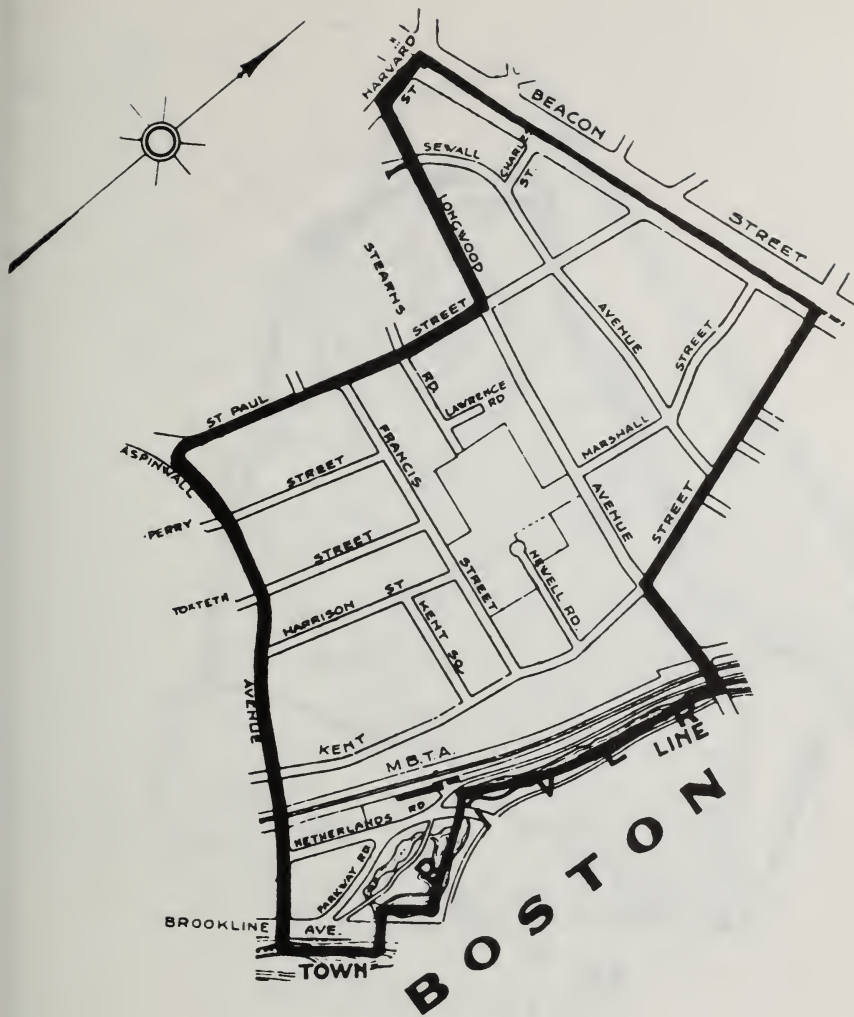 HARVARD
ST
BEACON
STREET
SEWALL
CHARLES
ST.
LONGWOOD
STEARNS
STREET
AVENUE
STREET
RD.
LAWRENCE
RD
ST PAUL
FRANCIS
MARSHALL
ASPINWALL
STREET
AVENUE
STREET
PERRY
STREET
NEWELL RD.
TOXTETH
STREET
HARRISON ST
KENT SQ
AVENUE
KENT
M.B.T.A.
RIVER
LINE
NETHERLANDS RD
PARKWAY RD
BOSTON
BROOKLINE AVE.
TOWN